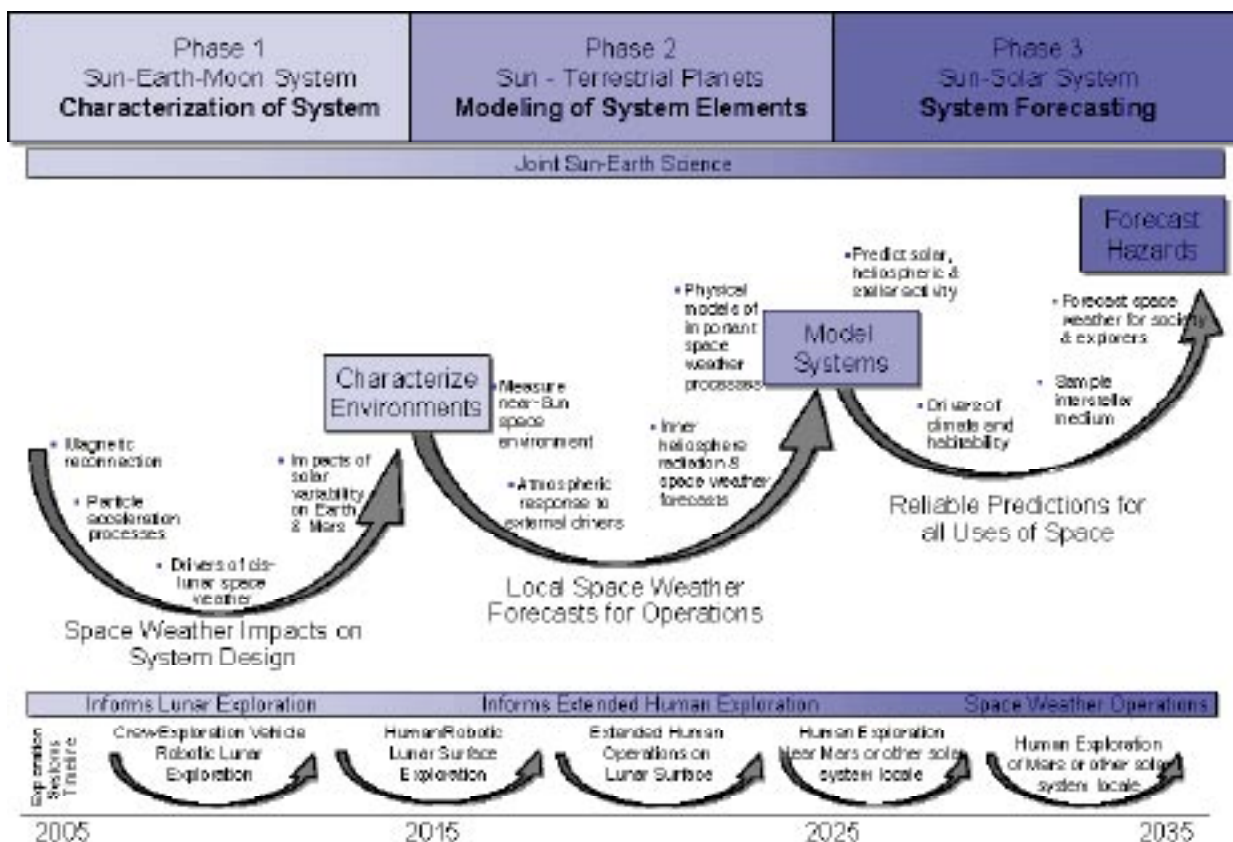 Phase 1
Sun-Earth-Moon System
Characterization of System
Phase 2
Sun - Terrestrial Planets
Modeling of System Elements
Phase 3
Sun-Solar System
System Forecasting
Joint Sun-Earth Science
Forecast
Hazards
• Predict solar,
heliospheric &
stellar activity
• Physical
models of
important
space
weather
processes
• Forecast space
weather for society
& explorers
Model
Systems
Characterize
Environments
• Measure
near-Sun
space
environment
• Sample
interstellar
medium
• Drivers of
climate and
habitability
• Inner
heliosphere
radiation &
space weather
forecasts
• Magnetic
reconnection
• Impacts of
solar
variability
on Earth
& Mars
• Particle
acceleration
processes
• Atmospheric
response to
external drivers
Reliable Predictions for
all Uses of Space
• Drivers of cis-
lunar space
weather
Local Space Weather
Forecasts for Operations
Space Weather Impacts on
System Design
Informs Lunar Exploration
Informs Extended Human Exploration
Space Weather Operations
Exploration
Systems
Timeline
Crew Exploration Vehicle
Robotic Lunar
Exploration
Human/Robotic
Lunar Surface
Exploration
Extended Human
Operations on
Lunar Surface
Human Exploration
Near Mars or other solar
system locale
Human Exploration
of Mars or other solar
system locale
2005
2015
2025
2035